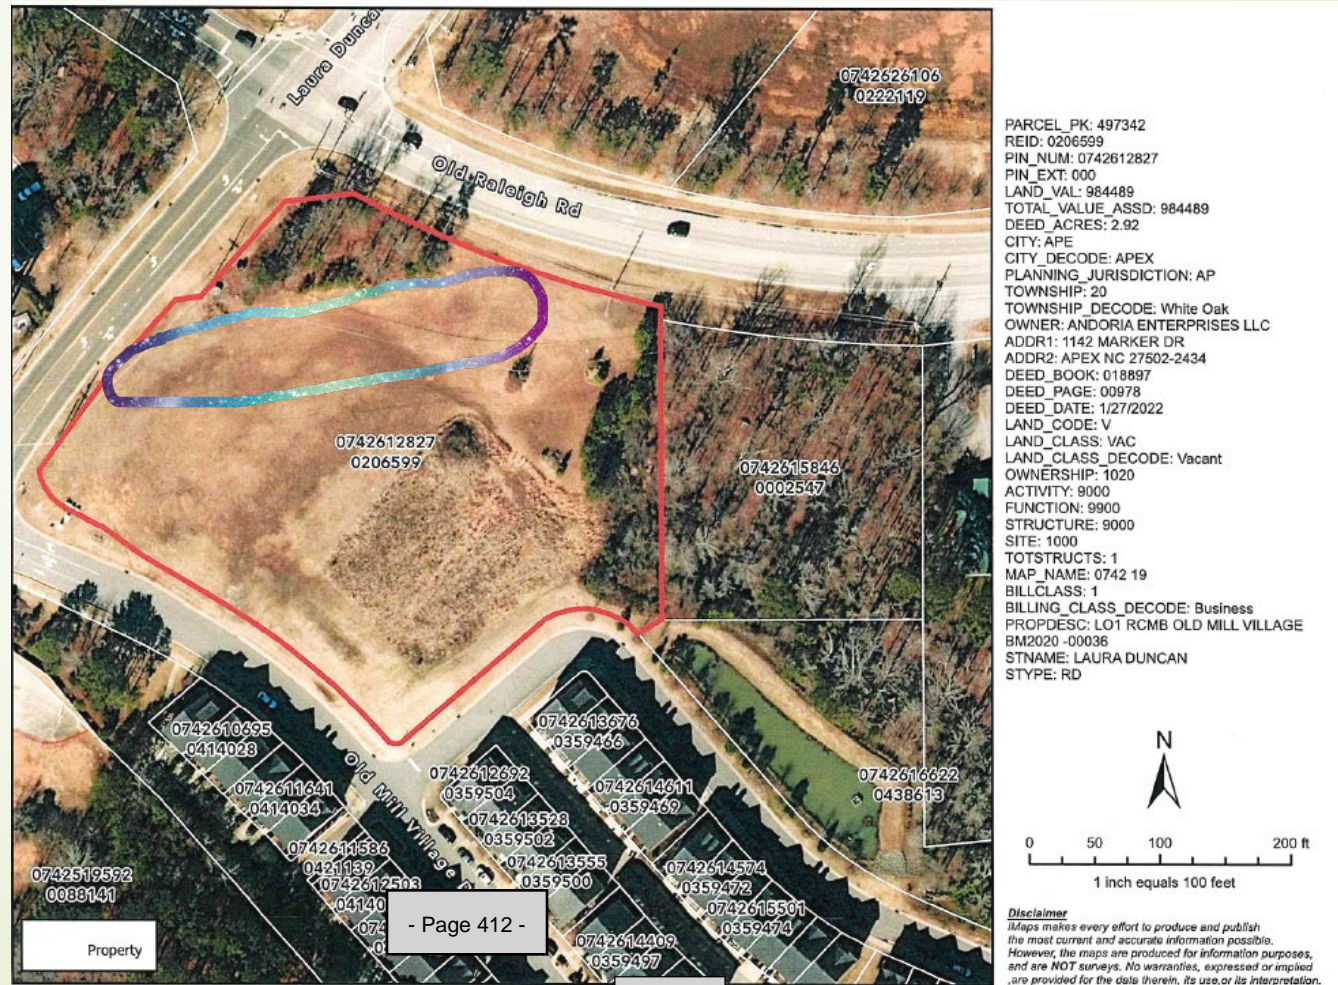 Laura Duncan
0742626106
0222119
Old Raleigh Rd
0742612827
0206599
0742615846
0002547
0742610695
0414028
0742611641
0414034
0742611586
0421139
0742612503
04140
Old Mill Village
0742612692
0359504
0742613528
0359502
0742613555
0359500
0742613676
0359466
0742614611
0359469
0742614574
0359472
0742615501
0359474
0742614409
0359497
0742616622
0438613
0742519592
0088141
Property
- Page 412 -
PARCEL_PK: 497342
REID: 0206599
PIN_NUM: 0742612827
PIN_EXT: 000
LAND_VAL: 984489
TOTAL_VALUE_ASSD: 984489
DEED_ACRES: 2.92
CITY: APE
CITY_DECODE: APEX
PLANNING_JURISDICTION: AP
TOWNSHIP: 20
TOWNSHIP_DECODE: White Oak
OWNER: ANDORIA ENTERPRISES LLC
ADDR1: 1142 MARKER DR
ADDR2: APEX NC 27502-2434
DEED_BOOK: 018897
DEED_PAGE: 00978
DEED_DATE: 1/27/2022
LAND_CODE: V
LAND_CLASS: VAC
LAND_CLASS_DECODE: Vacant
OWNERSHIP: 1020
ACTIVITY: 9000
FUNCTION: 9900
STRUCTURE: 9000
SITE: 1000
TOTSTRUCTS: 1
MAP_NAME: 0742 19
BILLCLASS: 1
BILLING_CLASS_DECODE: Business
PROPDESC: LO1 RCMB OLD MILL VILLAGE
BM2020 -00036
STNAME: LAURA DUNCAN
STYPE: RD
N
0 50 100 200 ft
1 inch equals 100 feet
Disclaimer
iMaps makes every effort to produce and publish
the most current and accurate information possible.
However, the maps are produced for information purposes,
and are NOT surveys. No warranties, expressed or implied
,are provided for the data therein, its use,or its interpretation.